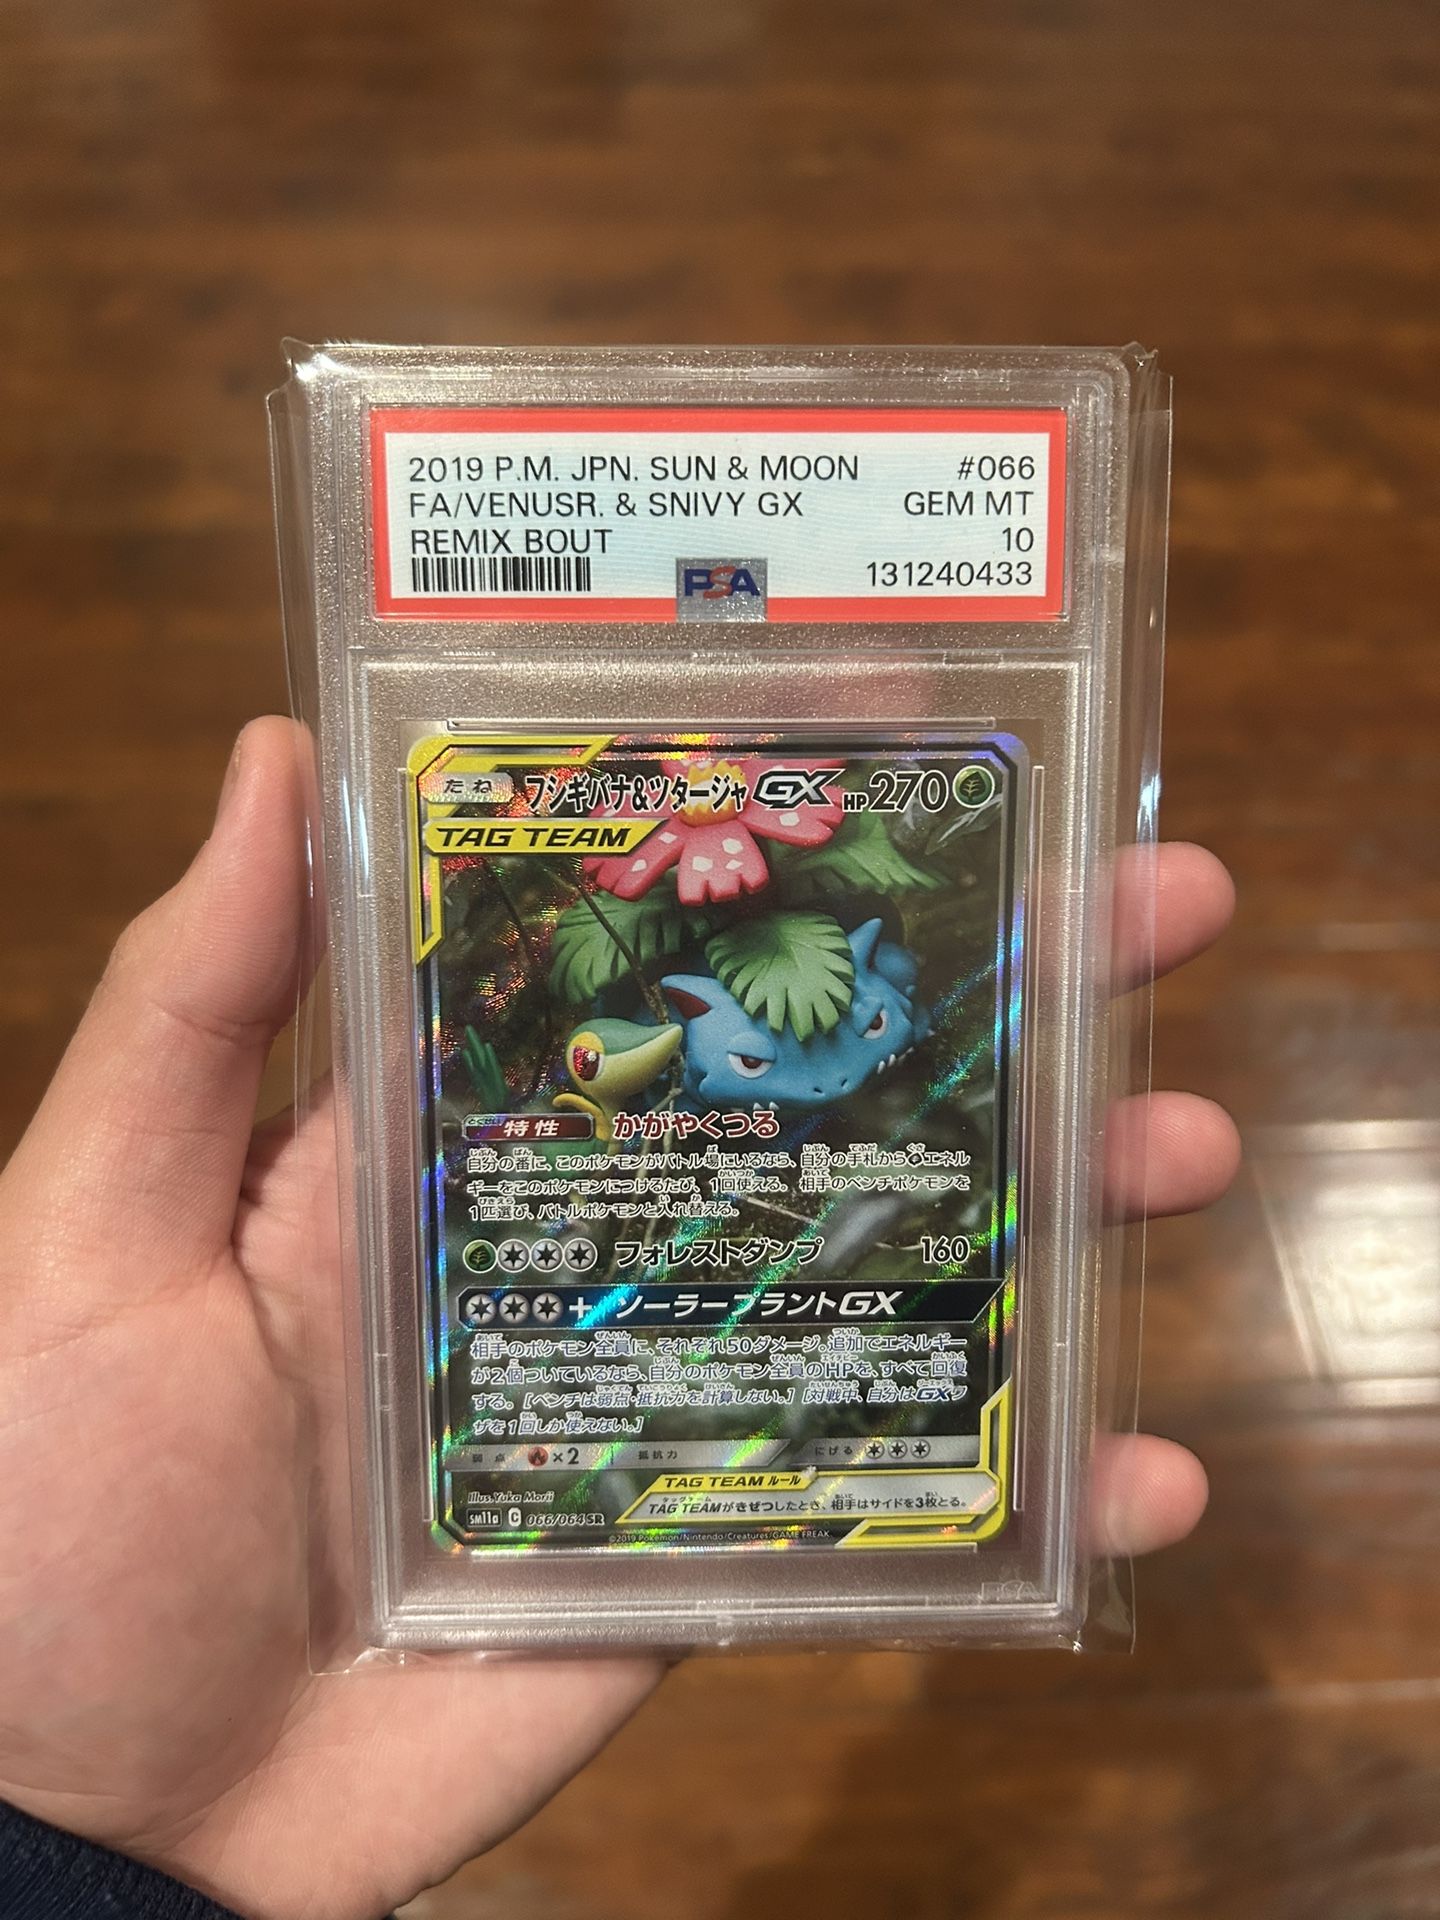 2019 P.M. JPN. SUN & MOON #066
FA/VENUSR. & SNIVY GX GEM MT
REMIX BOUT 10
PSA 131240433
たね フシギバナ&ツタージャGX HP270
TAG TEAM
特性 かがやくつる
自分の番に、このポケモンがバトル場にいるなら、自分の手札からエネル
ギーをこのポケモンにつけるたび、1回使える。相手のベンチポケモンを
1匹選び、バトルポケモンと入れ替える。
フォレストダンプ 160
+ ソーラープラントGX
相手のポケモン全員に、それぞれ50ダメージ。追加でエネルギー
が2個ついているなら、自分のポケモン全員のHPを、すべて回復
する。[ベンチは弱点・抵抗力を計算しない。][対戦中、自分はGXワ
ザを1回しか使えない。]
弱点 ×2 抵抗力 にげる
TAG TEAM ルール
TAG TEAMがきぜつしたとき、相手はサイドを3枚とる。
Illus. Yuka Morii
SM11a C 066/064 SR
©2019 Pokémon/Nintendo/Creatures/GAME FREAK.